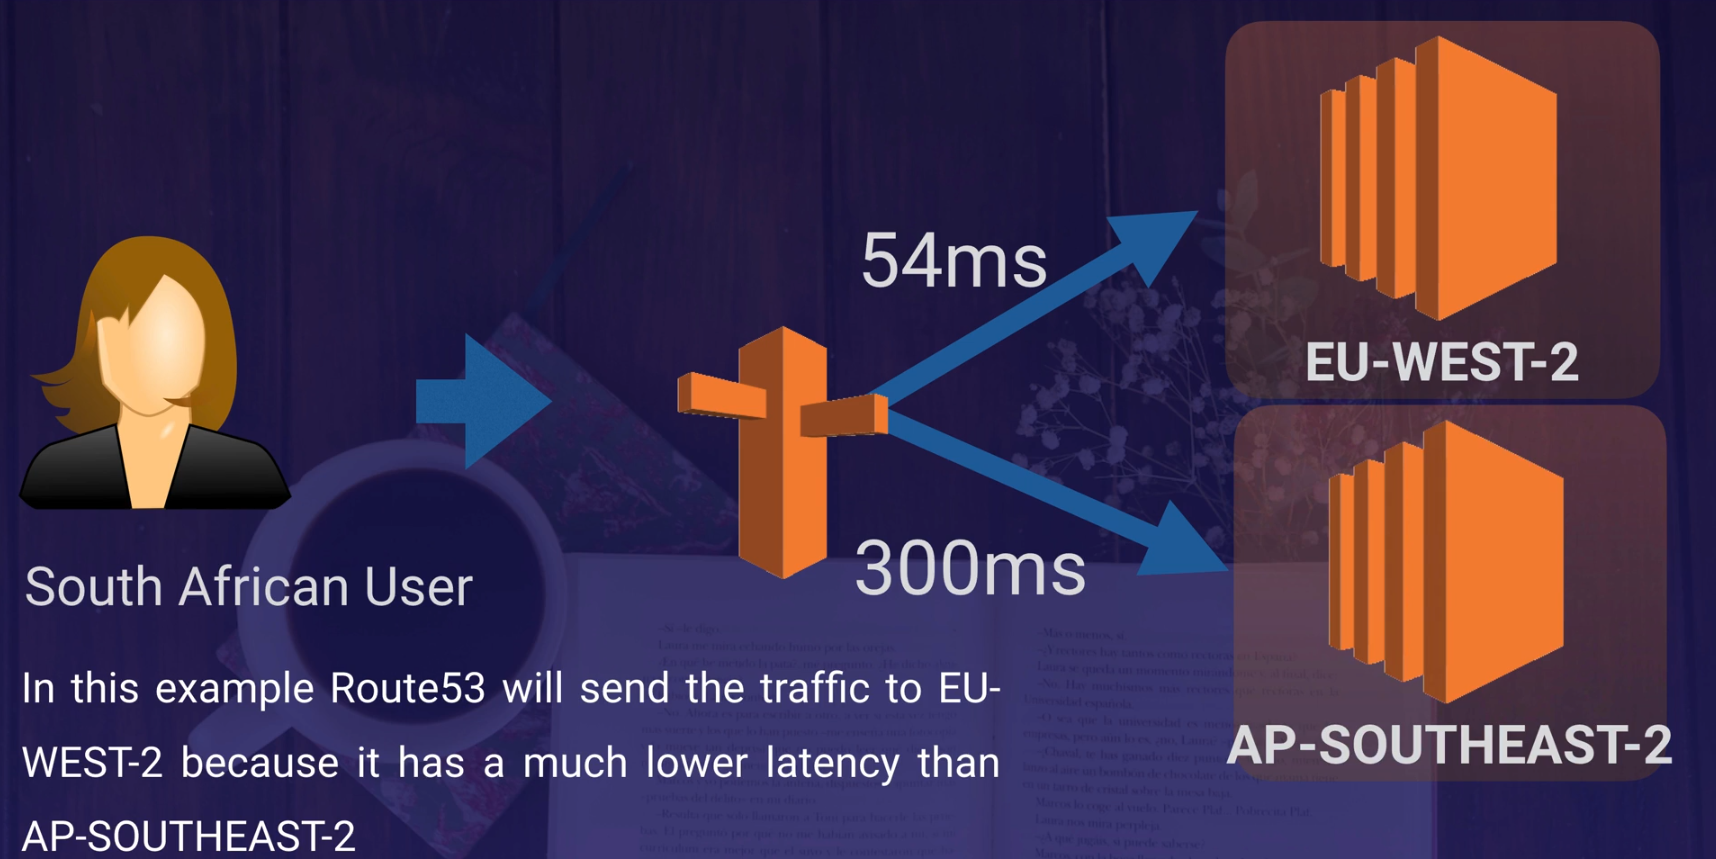 54ms
EU-WEST-2
300ms
South African User
AP-SOUTHEAST-2
In this example Route53 will send the traffic to EU-
WEST-2 because it has a much lower latency than
AP-SOUTHEAST-2